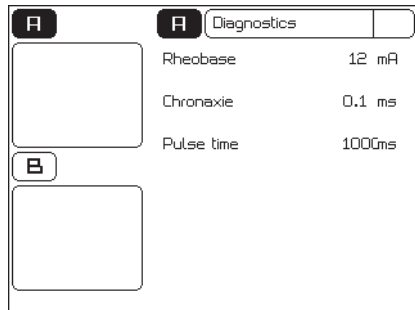 A
A Diagnostics
Rheobase 12 mA
Chronaxie 0.1 ms
Pulse time 1000ms
B